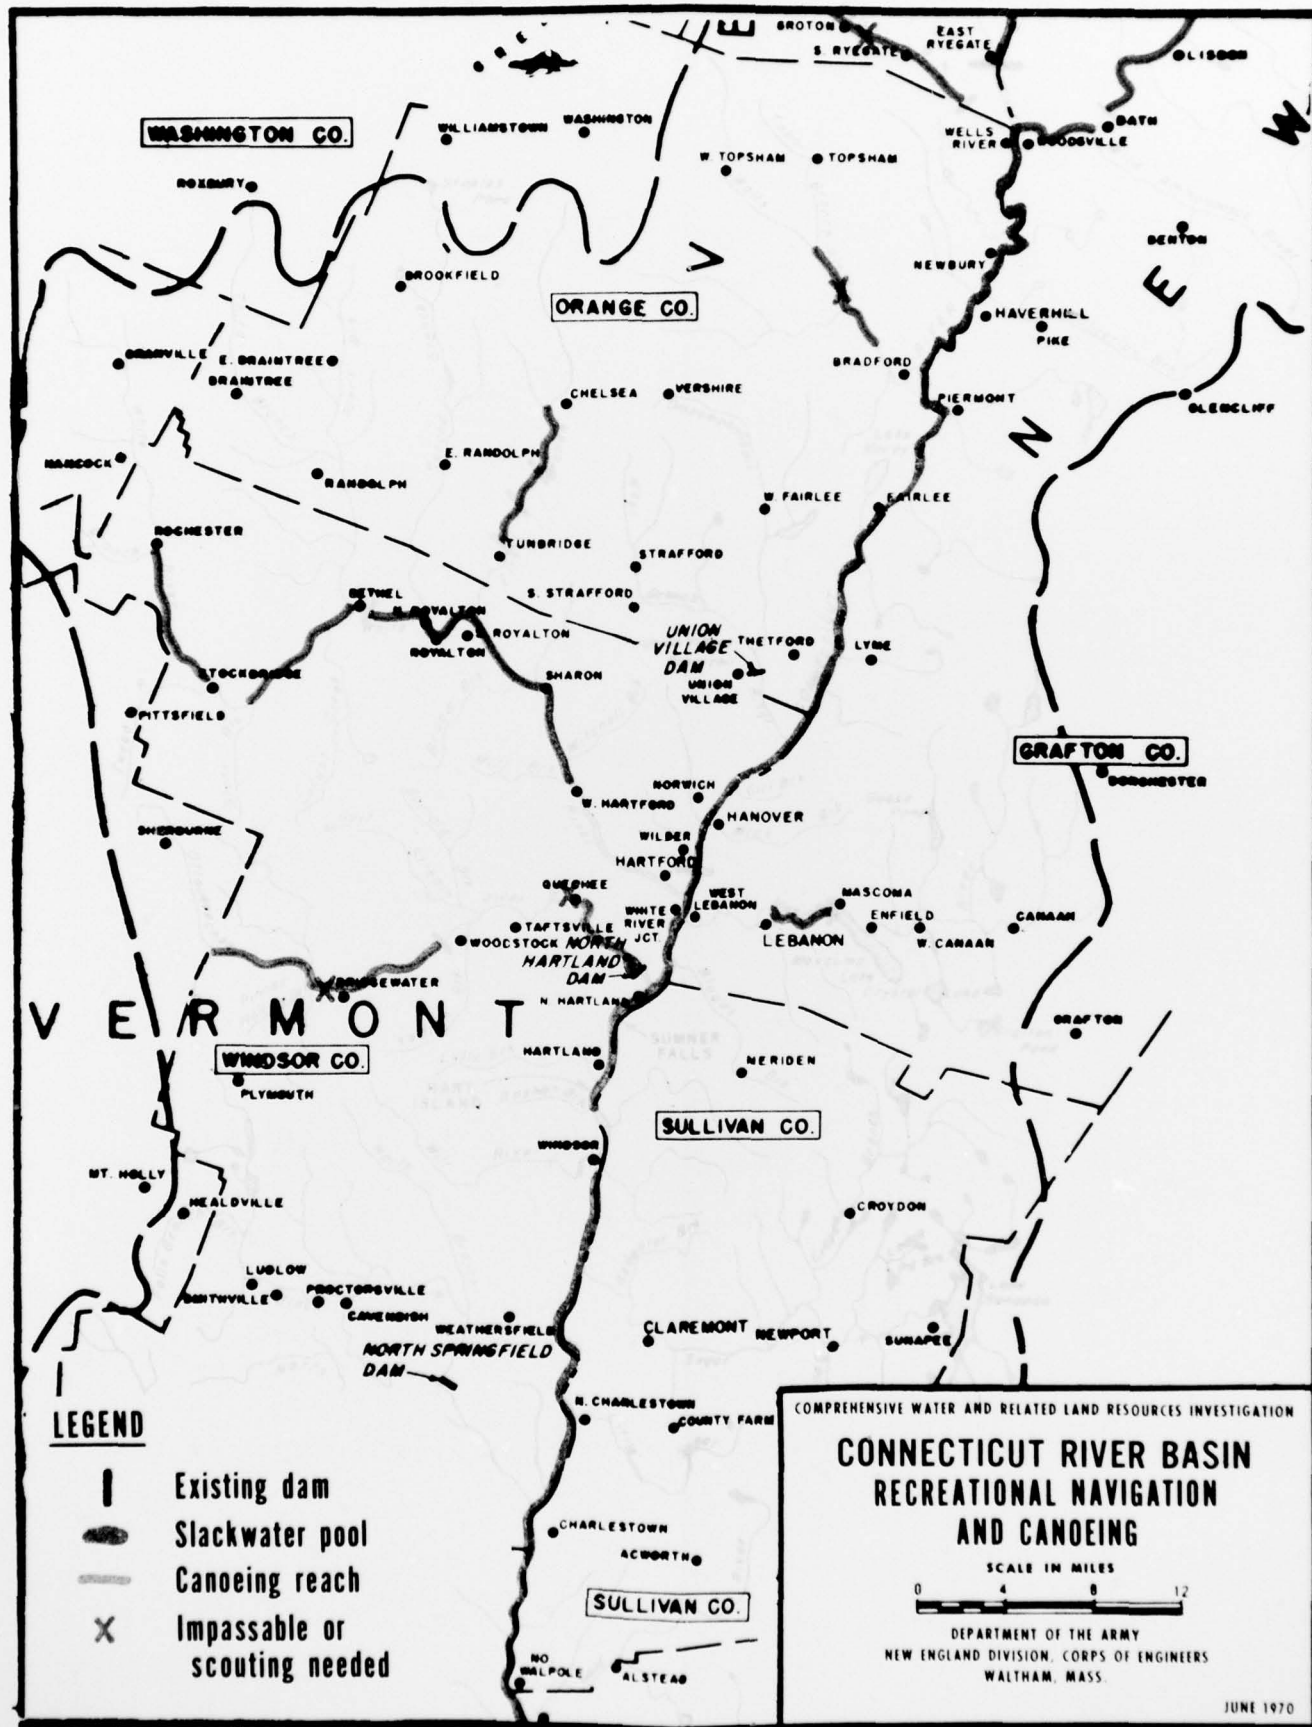 GROTON
S. RYEGATE
EAST
RYEGATE
LISBON
WASHINGTON CO.
WILLIAMSTOWN
WASHINGTON
WELLS
RIVER
BATH
WOODSVILLE
W
W. TOPSHAM
TOPSHAM
ROXBURY
BENTON
V
NEWBURY
BROOKFIELD
E
ORANGE CO.
HAVERHILL
PIKE
GRANVILLE
E. BRAINTREE
BRAINTREE
BRADFORD
CHELSEA
VERSHIRE
PIERMONT
GLENCLIFF
N
HANCOCK
E. RANDOLPH
RANDOLPH
W. FAIRLEE
FAIRLEE
ROCHESTER
TUNBRIDGE
STRAFFORD
BETHEL
S. STRAFFORD
N. ROYALTON
S. ROYALTON
ROYALTON
UNION
VILLAGE
DAM
THETFORD
LYME
STOCKBRIDGE
SHARON
UNION
VILLAGE
PITTSFIELD
GRAFTON CO.
DORCHESTER
NORWICH
W. HARTFORD
HANOVER
SHERBURNE
WILDER
HARTFORD
QUECHEE
WEST
LEBANON
MASCOMA
WHITE
RIVER
JCT.
TAFTSVILLE
ENFIELD
CANAAN
WOODSTOCK
NORTH
HARTLAND
DAM
LEBANON
W. CANAAN
BRIDGEWATER
N HARTLAND
VERMONT
GRAFTON
SUMNER
FALLS
HARTLAND
WINDSOR CO.
MERIDEN
PLYMOUTH
SULLIVAN CO.
WINDSOR
MT. HOLLY
HEALDVILLE
CROYDON
LUDLOW
SMITHVILLE
PROCTORSVILLE
CAVENDISH
WEATHERSFIELD
CLAREMONT
NEWPORT
SUNAPEE
NORTH SPRINGFIELD
DAM
N. CHARLESTOWN
COUNTY FARM
LEGEND
Existing dam
Slackwater pool
Canoeing reach
Impassable or
scouting needed
CHARLESTOWN
ACWORTH
SULLIVAN CO.
NO.
WALPOLE
ALSTEAD
COMPREHENSIVE WATER AND RELATED LAND RESOURCES INVESTIGATION
CONNECTICUT RIVER BASIN
RECREATIONAL NAVIGATION
AND CANOEING
SCALE IN MILES
0 4 8 12
DEPARTMENT OF THE ARMY
NEW ENGLAND DIVISION, CORPS OF ENGINEERS
WALTHAM, MASS.
JUNE 1970